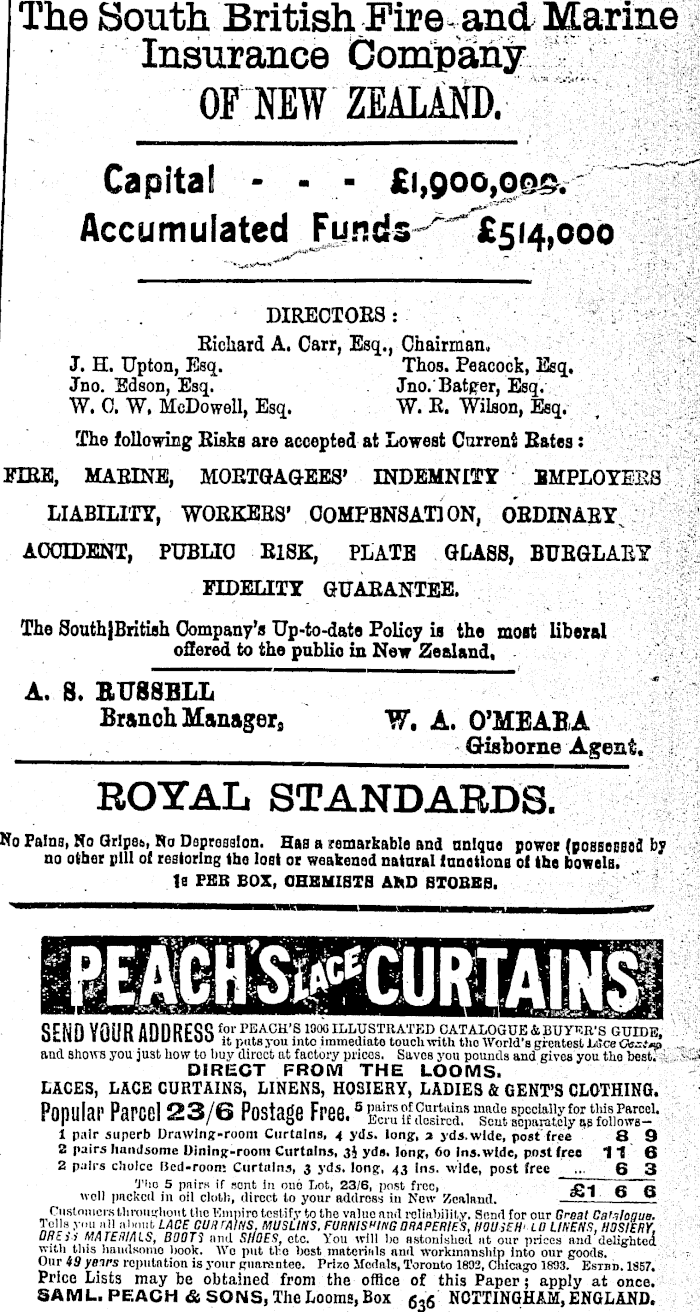 The South British Fire and Marine
Insurance Company
OF NEW ZEALAND.
Capital - - - £1,900,000.
Accumulated Funds £514,000
DIRECTORS:
Richard A. Carr, Esq., Chairman.
J. H. Upton, Esq. Thos. Peacock, Esq.
Jno. Edson, Esq. Jno. Batger, Esq.
W. C. W. McDowell, Esq. W. R. Wilson, Esq.
The following Risks are accepted at Lowest Current Rates:
FIRE, MARINE, MORTGAGEES' INDEMNITY EMPLOYERS
LIABILITY, WORKERS' COMPENSATION, ORDINARY
ACCIDENT, PUBLIC RISK, PLATE GLASS, BURGLARY
FIDELITY GUARANTEE.
The South British Company's Up-to-date Policy is the most liberal
offered to the public in New Zealand.
A. S. RUSSELL
Branch Manager,
W. A. O'MEARA
Gisborne Agent.
ROYAL STANDARDS.
No Pains, No Gripes, No Depression. Has a remarkable and unique power (possessed by
no other pill of restoring the lost or weakened natural functions of the bowels.
1s PER BOX, CHEMISTS AND STORES.
PEACH'S LACE CURTAINS
SEND YOUR ADDRESS for PEACH'S 1906 ILLUSTRATED CATALOGUE & BUYER'S GUIDE,
it puts you into immediate touch with the World's greatest Lace Centre
and shows you just how to buy direct at factory prices. Saves you pounds and gives you the best.
DIRECT FROM THE LOOMS.
LACES, LACE CURTAINS, LINENS, HOSIERY, LADIES & GENT'S CLOTHING.
Popular Parcel 23/6 Postage Free. 5 pairs of Curtains made specially for this Parcel.
Ecru if desired. Sent separately as follows—
1 pair superb Drawing-room Curtains, 4 yds. long, 2 yds. wide, post free 8 9
2 pairs handsome Dining-room Curtains, 3½ yds. long, 60 ins. wide, post free 11 6
2 pairs choice Bed-room Curtains, 3 yds. long, 43 ins. wide, post free ... 6 3
The 5 pairs if sent in one Lot, 23/6, post free,
well packed in oil cloth, direct to your address in New Zealand. £1 6 6
Customers throughout the Empire testify to the value and reliability. Send for our Great Catalogue.
Tells you all about LACE CURTAINS, MUSLINS, FURNISHING DRAPERIES, HOUSEHOLD LINENS, HOSIERY,
DRESS MATERIALS, BOOTS and SHOES, etc. You will be astonished at our prices and delighted
with this handsome book. We put the best materials and workmanship into our goods.
Our 49 years reputation is your guarantee. Prize Medals, Toronto 1892, Chicago 1893. ESTBD. 1857.
Price Lists may be obtained from the office of this Paper; apply at once.
SAML. PEACH & SONS, The Looms, Box 636 NOTTINGHAM, ENGLAND.